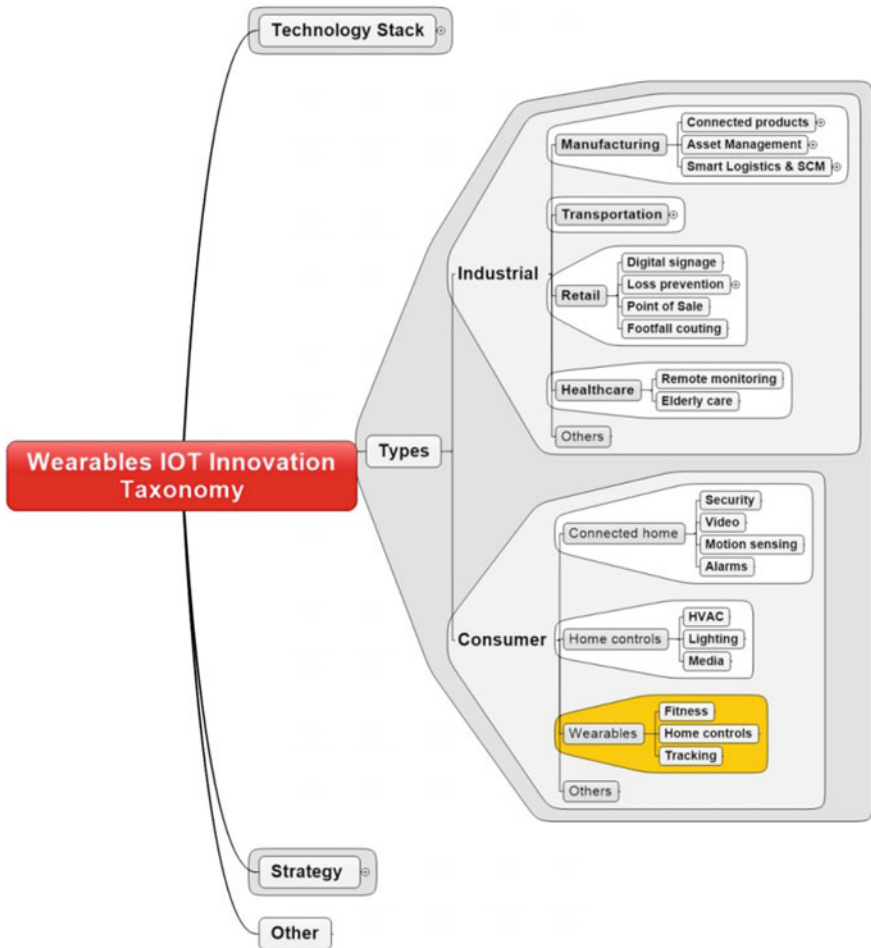 Technology Stack
Manufacturing
Connected products
Asset Management
Smart Logistics & SCM
Transportation
Industrial
Retail
Digital signage
Loss prevention
Point of Sale
Footfall couting
Healthcare
Remote monitoring
Elderly care
Others
Wearables IOT Innovation
Taxonomy
Types
Consumer
Connected home
Security
Video
Motion sensing
Alarms
Home controls
HVAC
Lighting
Media
Wearables
Fitness
Home controls
Tracking
Others
Strategy
Other